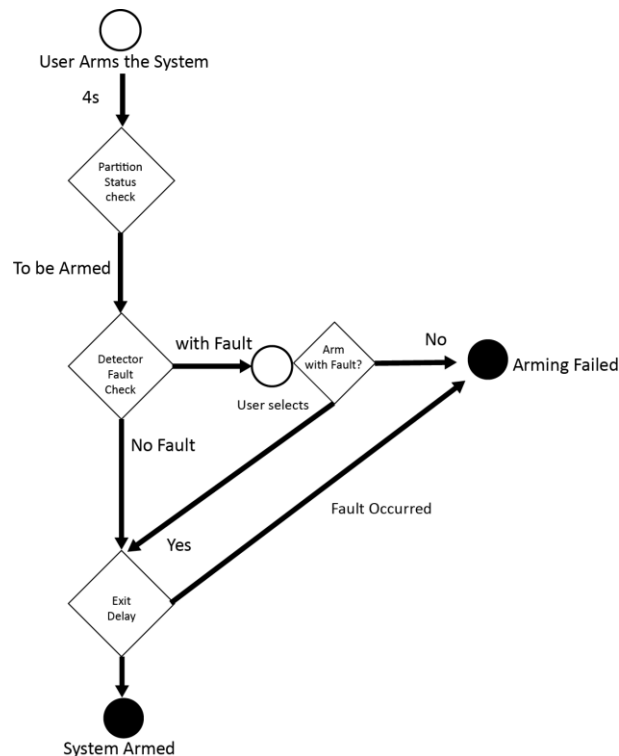 User Arms the System
4s
Partition
Status
check
To be Armed
with Fault
No
Arm
with Fault?
Detector
Fault
Check
Arming Failed
User selects
No Fault
Fault Occurred
Yes
Exit
Delay
System Armed